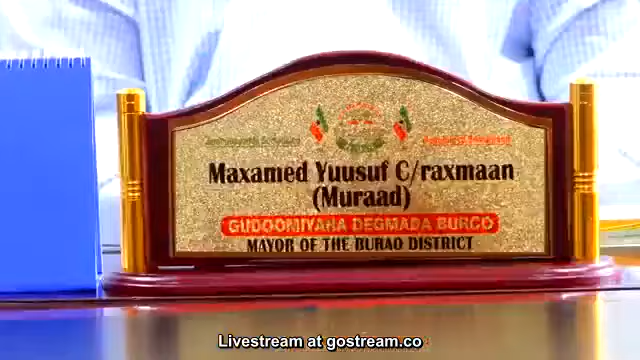 Maxamed Yuusuf C/raxmaan
(Muraad)
GUDOOMIYAHA DEGMADA BURCO
MAYOR OF THE BURAO DISTRICT
Livestream at gostream.co